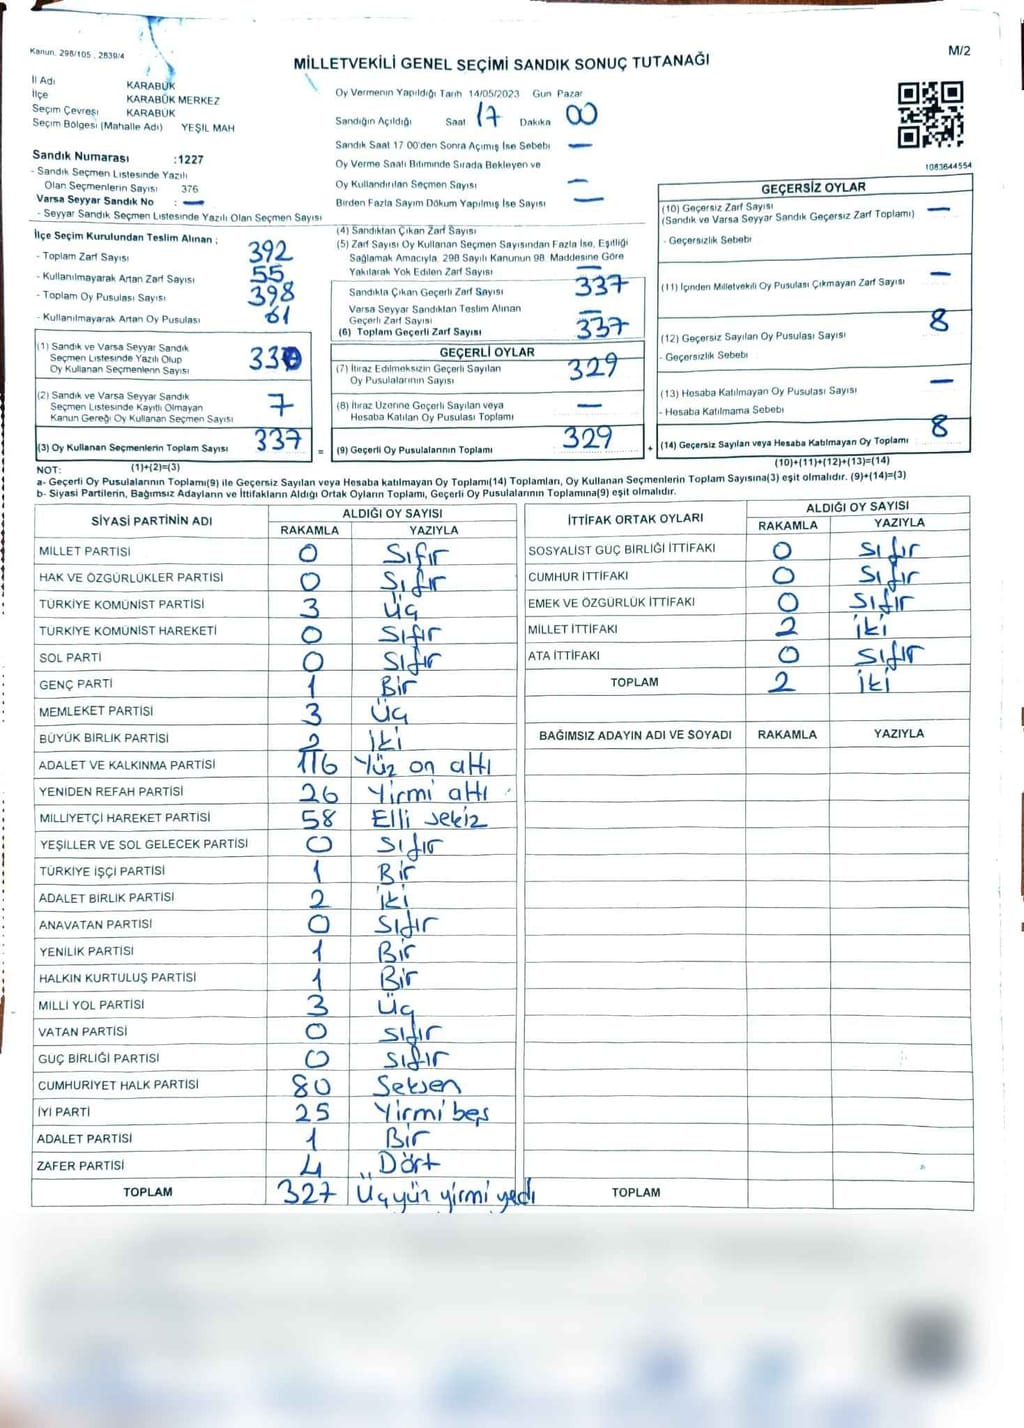 Kanun. 298/105 , 2839/4
MİLLETVEKİLİ GENEL SEÇİMİ SANDIK SONUÇ TUTANAĞI
M/2
İl Adı KARABÜK
İlçe KARABÜK MERKEZ
Seçim Çevresi KARABÜK
Seçim Bölgesi (Mahalle Adı) YEŞİL MAH
Oy Vermenin Yapıldığı Tarih 14/05/2023 Gün Pazar
Sandığın Açıldığı Saat 17 Dakika 00
Sandık Saat 17 00'den Sonra Açımış İse Sebebi —
Oy Verme Saati Bitiminde Sırada Bekleyen ve
Oy Kullandırılan Seçmen Sayısı —
Birden Fazla Sayım Döküm Yapılmış İse Sayısı —
1083644554
Sandık Numarası :1227
- Sandık Seçmen Listesinde Yazılı
Olan Seçmenlerin Sayısı 376
Varsa Seyyar Sandık No : —
- Seyyar Sandık Seçmen Listesinde Yazılı Olan Seçmen Sayısı
İlçe Seçim Kurulundan Teslim Alınan ;
- Toplam Zarf Sayısı 392
- Kullanılmayarak Artan Zarf Sayısı 55
- Toplam Oy Pusulası Sayısı 398
- Kullanılmayarak Artan Oy Pusulası 61
(1) Sandık ve Varsa Seyyar Sandık
Seçmen Listesinde Yazılı Olup
Oy Kullanan Seçmenlerin Sayısı 330
(2) Sandık ve Varsa Seyyar Sandık
Seçmen Listesinde Kayıtlı Olmayan
Kanun Gereği Oy Kullanan Seçmen Sayısı 7
(3) Oy Kullanan Seçmenlerin Toplam Sayısı 337 =
(1)+(2)=(3)
(4) Sandıktan Çıkan Zarf Sayısı
(5) Zarf Sayısı Oy Kullanan Seçmen Sayısından Fazla İse, Eşitliği
Sağlamak Amacıyla, 298 Sayılı Kanunun 98. Maddesine Göre
Yakılarak Yok Edilen Zarf Sayısı —
Sandıkta Çıkan Geçerli Zarf Sayısı 337
Varsa Seyyar Sandıktan Teslim Alınan
Geçerli Zarf Sayısı —
(6) Toplam Geçerli Zarf Sayısı 337
GEÇERLİ OYLAR
(7) İtiraz Edilmeksizin Geçerli Sayılan
Oy Pusulalarının Sayısı 329
(8) İtiraz Üzerine Geçerli Sayılan veya
Hesaba Katılan Oy Pusulası Toplamı —
(9) Geçerli Oy Pusulalarının Toplamı 329 +
GEÇERSİZ OYLAR
(10) Geçersiz Zarf Sayısı —
(Sandık ve Varsa Seyyar Sandık Geçersiz Zarf Toplamı)
- Geçersizlik Sebebi
(11) İçinden Milletvekili Oy Pusulası Çıkmayan Zarf Sayısı —
(12) Geçersiz Sayılan Oy Pusulası Sayısı 8
- Geçersizlik Sebebi
(13) Hesaba Katılmayan Oy Pusulası Sayısı —
- Hesaba Katılmama Sebebi
(14) Geçersiz Sayılan veya Hesaba Katılmayan Oy Toplamı 8
(10)+(11)+(12)+(13)=(14)
NOT:
a- Geçerli Oy Pusulalarının Toplamı(9) ile Geçersiz Sayılan veya Hesaba katılmayan Oy Toplamı(14) Toplamları, Oy Kullanan Seçmenlerin Toplam Sayısına(3) eşit olmalıdır. (9)+(14)=(3)
b- Siyasi Partilerin, Bağımsız Adayların ve İttifakların Aldığı Ortak Oyların Toplamı, Geçerli Oy Pusulalarının Toplamına(9) eşit olmalıdır.
SİYASİ PARTİNİN ADI ALDIĞI OY SAYISI
RAKAMLA YAZIYLA
MİLLET PARTİSİ 0 Sıfır
HAK VE ÖZGÜRLÜKLER PARTİSİ 0 Sıfır
TÜRKİYE KOMÜNİST PARTİSİ 3 Üç
TÜRKİYE KOMÜNİST HAREKETİ 0 Sıfır
SOL PARTİ 0 Sıfır
GENÇ PARTİ 1 Bir
MEMLEKET PARTİSİ 3 Üç
BÜYÜK BİRLİK PARTİSİ 2 İki
ADALET VE KALKINMA PARTİSİ 116 Yüz on altı
YENİDEN REFAH PARTİSİ 26 Yirmi altı
MİLLİYETÇİ HAREKET PARTİSİ 58 Elli sekiz
YEŞİLLER VE SOL GELECEK PARTİSİ 0 Sıfır
TÜRKİYE İŞÇİ PARTİSİ 1 Bir
ADALET BİRLİK PARTİSİ 2 iki
ANAVATAN PARTİSİ 0 Sıfır
YENİLİK PARTİSİ 1 Bir
HALKIN KURTULUŞ PARTİSİ 1 Bir
MİLLİ YOL PARTİSİ 3 Üç
VATAN PARTİSİ 0 sıfır
GÜÇ BİRLİĞİ PARTİSİ 0 sıfır
CUMHURİYET HALK PARTİSİ 80 Seksen
İYİ PARTİ 25 Yirmi beş
ADALET PARTİSİ 1 Bir
ZAFER PARTİSİ 4 Dört
TOPLAM 327 Üçyüz yirmi yedi
İTTİFAK ORTAK OYLARI ALDIĞI OY SAYISI
RAKAMLA YAZIYLA
SOSYALİST GÜÇ BİRLİĞİ İTTİFAKI 0 Sıfır
CUMHUR İTTİFAKI 0 Sıfır
EMEK VE ÖZGÜRLÜK İTTİFAKI 0 Sıfır
MİLLET İTTİFAKI 2 iki
ATA İTTİFAKI 0 Sıfır
TOPLAM 2 iki
BAĞIMSIZ ADAYIN ADI VE SOYADI RAKAMLA YAZIYLA
TOPLAM